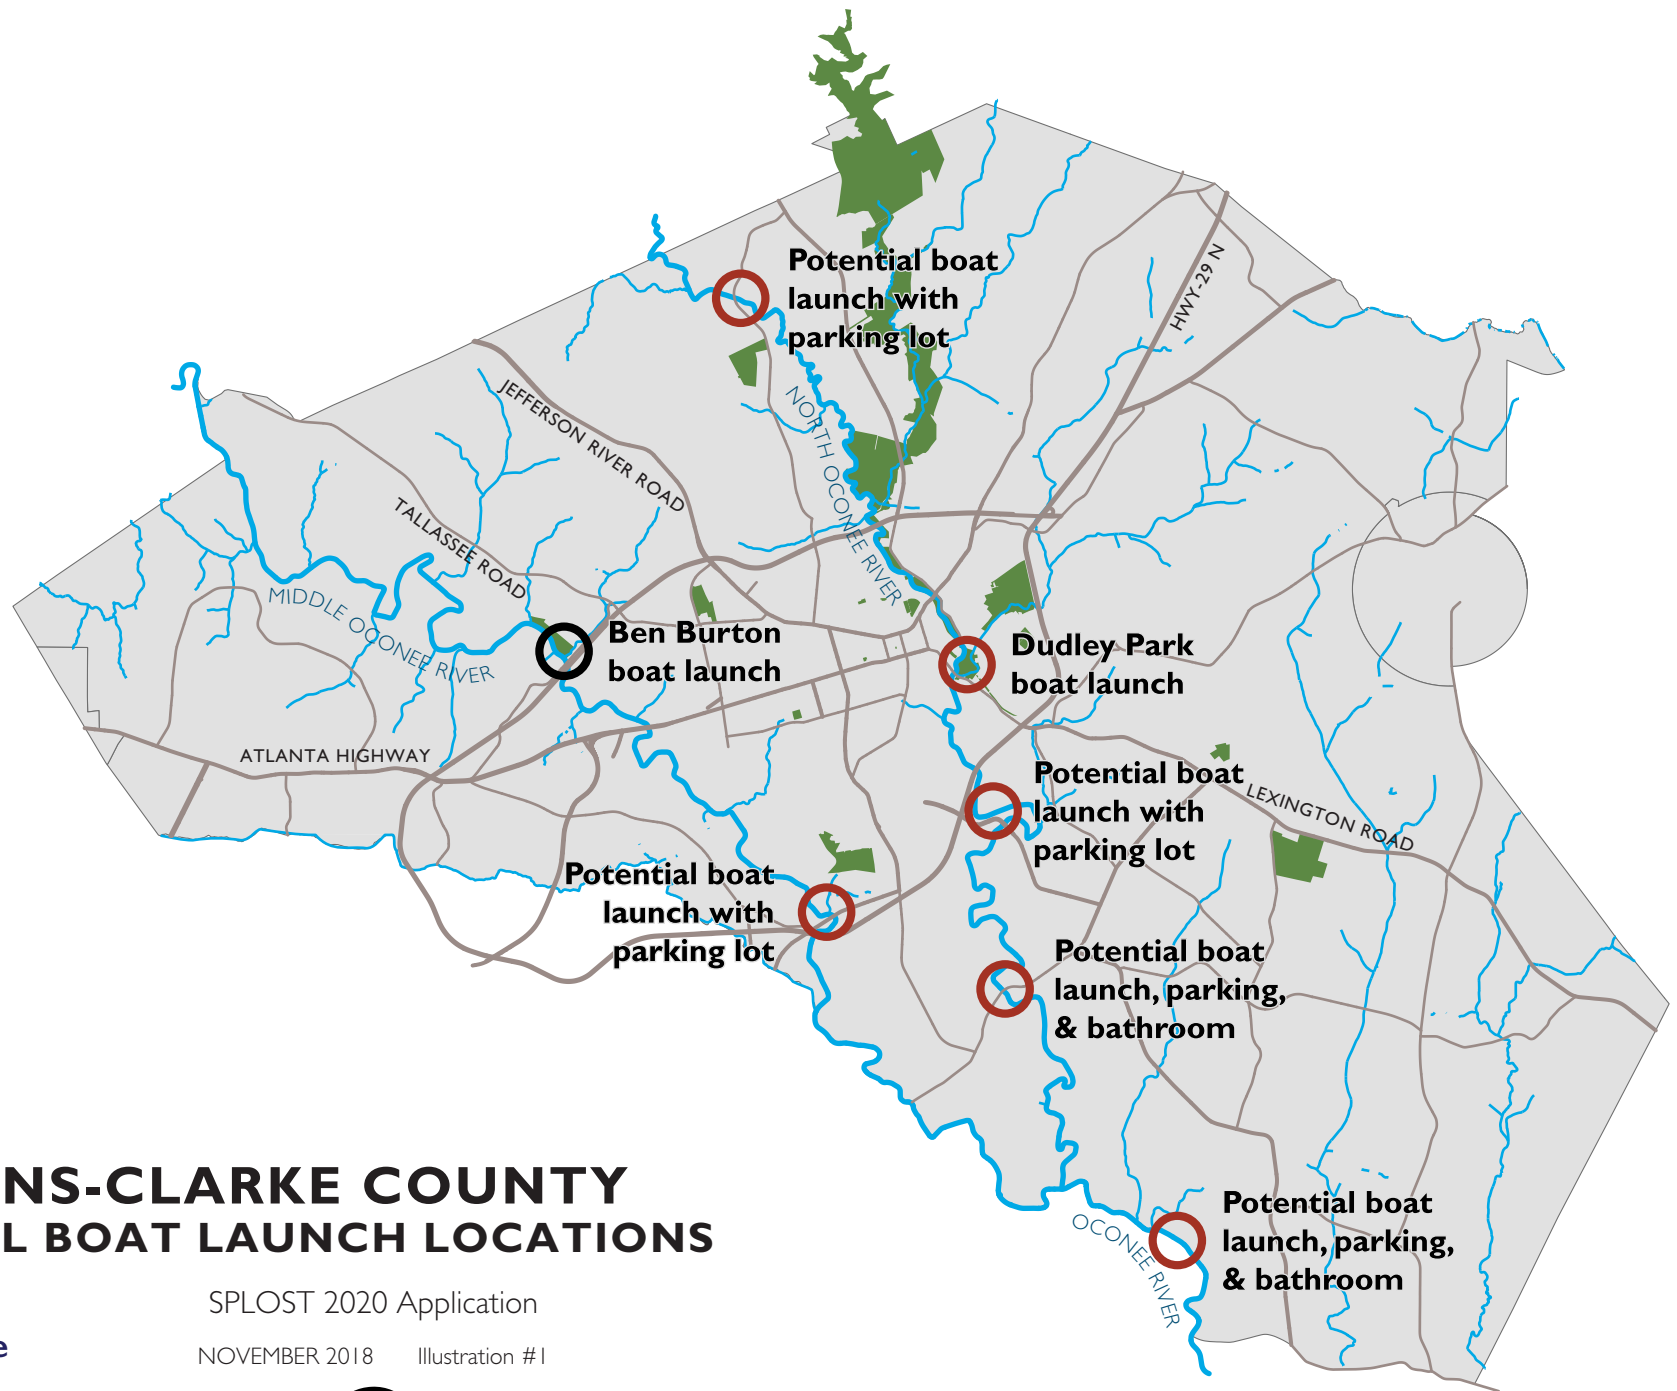 Potential boat
launch with
parking lot
HWY-29 N
JEFFERSON RIVER ROAD
NORTH OCONEE RIVER
TALLASSEE ROAD
MIDDLE OCONEE RIVER
Ben Burton
boat launch
Dudley Park
boat launch
ATLANTA HIGHWAY
Potential boat
launch with
parking lot
LEXINGTON ROAD
Potential boat
launch with
parking lot
Potential boat
launch, parking,
& bathroom
Potential boat
launch, parking,
& bathroom
OCONEE RIVER
NS-CLARKE COUNTY
L BOAT LAUNCH LOCATIONS
SPLOST 2020 Application
e
NOVEMBER 2018 Illustration #1